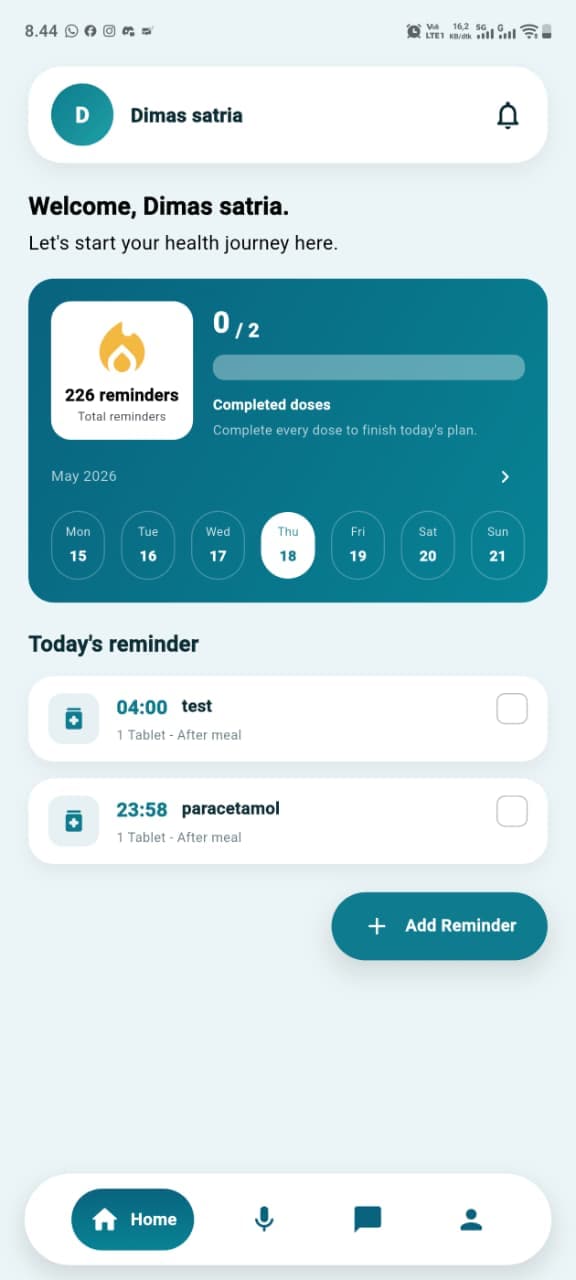 8.44
VoB LTE1 16,2 KB/dtk 5G G
D Dimas satria
Welcome, Dimas satria.
Let's start your health journey here.
0 / 2
226 reminders
Total reminders
Completed doses
Complete every dose to finish today's plan.
May 2026
Mon Tue Wed Thu Fri Sat Sun
15 16 17 18 19 20 21
Today's reminder
04:00 test
1 Tablet - After meal
23:58 paracetamol
1 Tablet - After meal
+ Add Reminder
Home